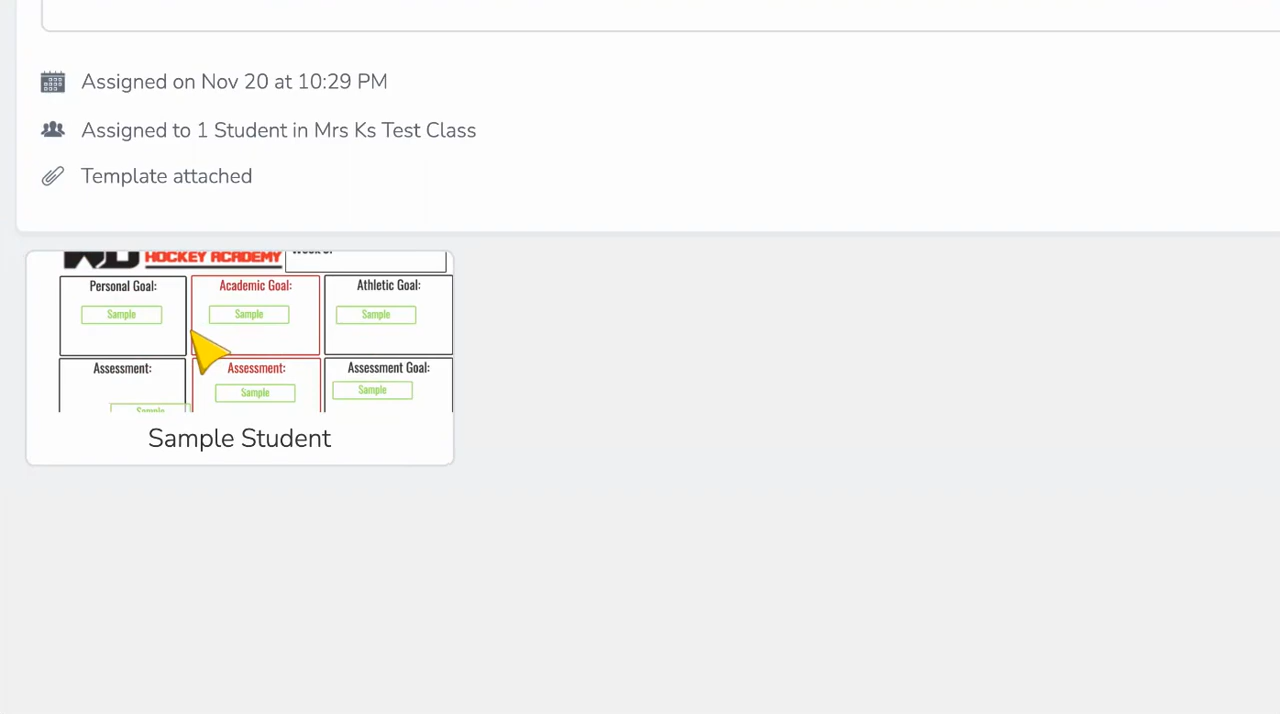 Assigned on Nov 20 at 10:29 PM
Assigned to 1 Student in Mrs Ks Test Class
Template attached
HOCKEY ACADEMY
Personal Goal:
Academic Goal:
Athletic Goal:
Sample
Sample
Sample
Assessment:
Assessment:
Assessment Goal:
Sample
Sample
Sample
Sample Student